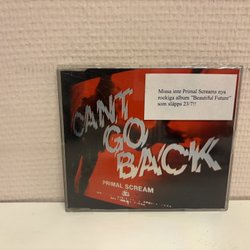 Missa inte Primal Screams nya
rockiga album "Beautiful Future"
som släpps 23/7!!
CAN'T
GO
BACK
PRIMAL SCREAM